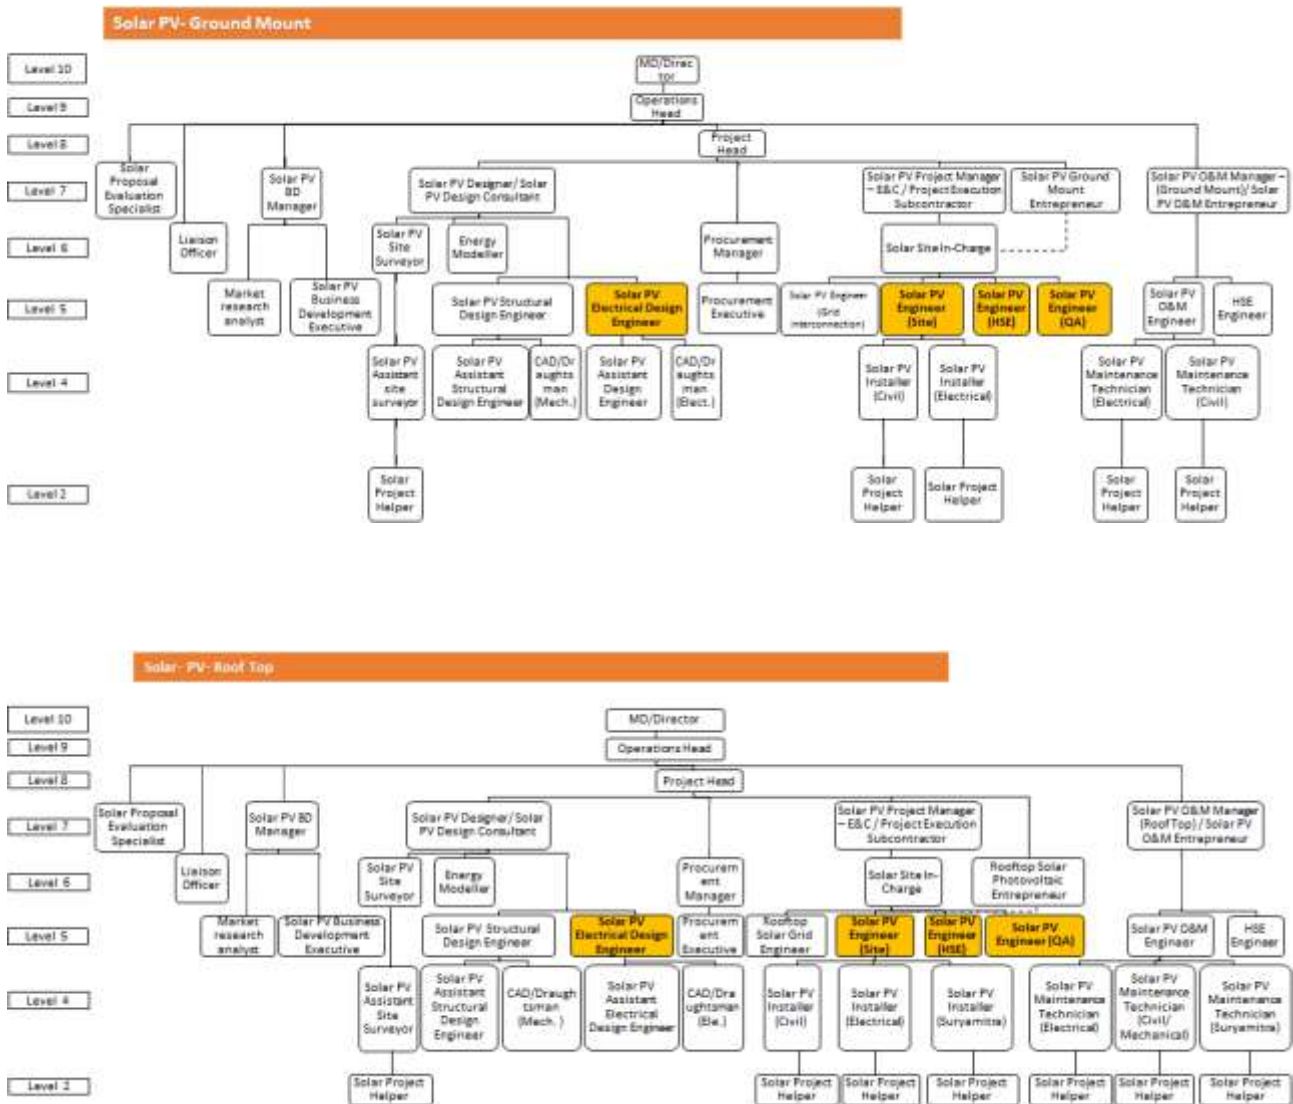 Solar PV- Ground Mount
Level 10
MD/Direc
tor
Level 9
Operations
Head
Level 8
Project
Head
Level 7
Solar
Proposal
Evaluation
Specialist
Solar PV
BD
Manager
Solar PV Designer/ Solar
PV Design Consultant
Solar PV Project Manager
– E&C / Project Execution
Subcontractor
Solar PV Ground
Mount
Entrepreneur
Solar PV O&M Manager –
(Ground Mount)/ Solar
PV O&M Entrepreneur
Level 6
Liaison
Officer
Solar PV
Site
Surveyor
Energy
Modeller
Procurement
Manager
Solar Site In-Charge
Level 5
Market
research
analyst
Solar PV
Business
Development
Executive
Solar PV Structural
Design Engineer
Solar PV
Electrical Design
Engineer
Procurement
Executive
Solar PV Engineer
(Grid
Interconnection)
Solar PV
Engineer
(Site)
Solar PV
Engineer
(HSE)
Solar PV
Engineer
(QA)
Solar PV
O&M
Engineer
HSE
Engineer
Level 4
Solar PV
Assistant
site
surveyor
Solar PV
Assistant
Structural
Design Engineer
CAD/Dr
aughts
man
(Mech.)
Solar PV
Assistant
Design
Engineer
CAD/Dr
aughts
man
(Elect.)
Solar PV
Installer
(Civil)
Solar PV
Installer
(Electrical)
Solar PV
Maintenance
Technician
(Electrical)
Solar PV
Maintenance
Technician
(Civil)
Level 2
Solar
Project
Helper
Solar
Project
Helper
Solar Project
Helper
Solar
Project
Helper
Solar
Project
Helper
Solar- PV- Roof Top
Level 10
MD/Director
Level 9
Operations Head
Level 8
Project Head
Level 7
Solar Proposal
Evaluation
Specialist
Solar PV BD
Manager
Solar PV Designer/ Solar
PV Design Consultant
Solar PV Project Manager
– E&C / Project Execution
Subcontractor
Solar PV O&M Manager
(Roof Top) / Solar PV
O&M Entrepreneur
Level 6
Liaison
Officer
Solar PV
Site
Surveyor
Energy
Modeller
Procurem
ent
Manager
Solar Site In-
Charge
Rooftop Solar
Photovoltaic
Entrepreneur
Level 5
Market
research
analyst
Solar PV Business
Development
Executive
Solar PV Structural
Design Engineer
Solar PV
Electrical Design
Engineer
Procurem
ent
Executive
Rooftop
Solar Grid
Engineer
Solar PV
Engineer
(Site)
Solar PV
Engineer
(HSE)
Solar PV
Engineer (QA)
Solar PV O&M
Engineer
HSE
Engineer
Level 4
Solar PV
Assistant
Site
Surveyor
Solar PV
Assistant
Structural
Design
Engineer
CAD/Draugh
tsman
(Mech. )
Solar PV
Assistant
Electrical
Design Engineer
CAD/Dra
ughtsman
(Ele.)
Solar PV
Installer
(Civil)
Solar PV
Installer
(Electrical)
Solar PV
Installer
(Suryamitra)
Solar PV
Maintenance
Technician
(Electrical)
Solar PV
Maintenance
Technician
(Civil/
Mechanical)
Solar PV
Maintenance
Technician
(Suryamitra)
Level 2
Solar Project
Helper
Solar Project
Helper
Solar Project
Helper
Solar Project
Helper
Solar Project
Helper
Solar Project
Helper
Solar Project
Helper